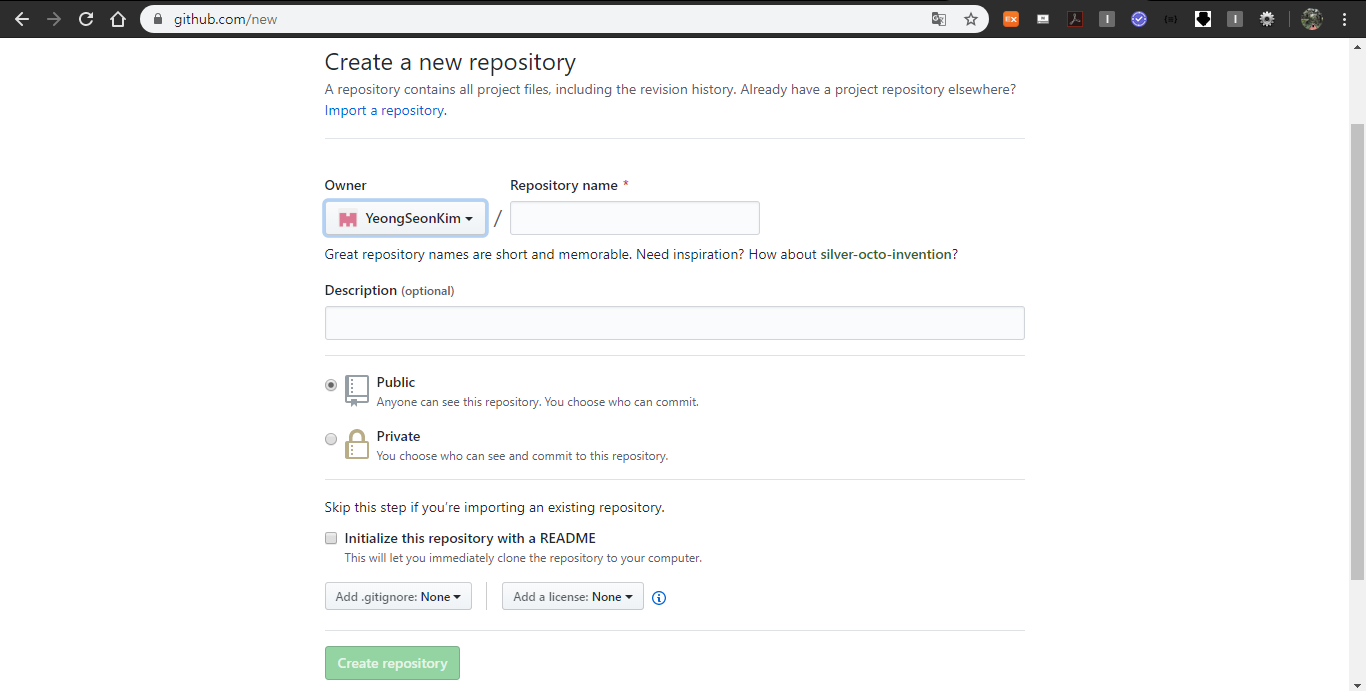 github.com/new
Create a new repository
A repository contains all project files, including the revision history. Already have a project repository elsewhere?
Import a repository.
Owner
Repository name *
YeongSeonKim
/
Great repository names are short and memorable. Need inspiration? How about silver-octo-invention?
Description (optional)
Public
Anyone can see this repository. You choose who can commit.
Private
You choose who can see and commit to this repository.
Skip this step if you're importing an existing repository.
Initialize this repository with a README
This will let you immediately clone the repository to your computer.
Add .gitignore: None
Add a license: None
Create repository